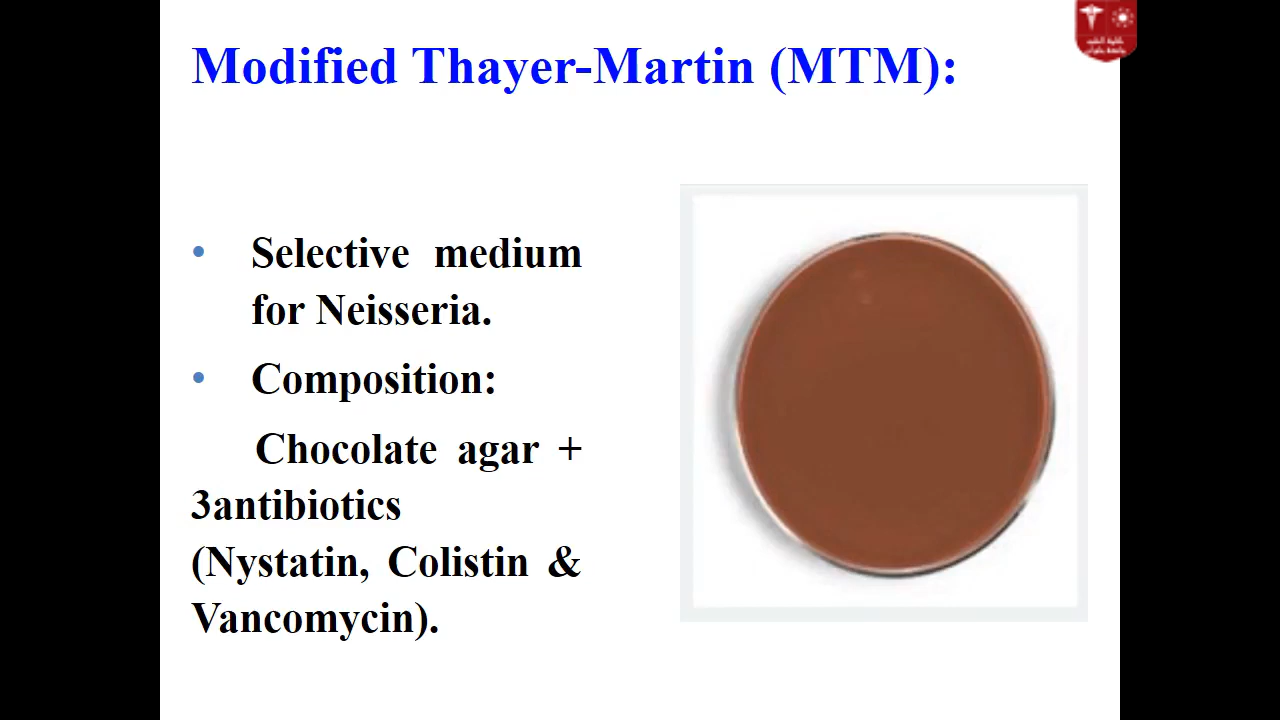 Modified Thayer-Martin (MTM):
• Selective medium
for Neisseria.
• Composition:
Chocolate agar +
3antibiotics
(Nystatin, Colistin &
Vancomycin).